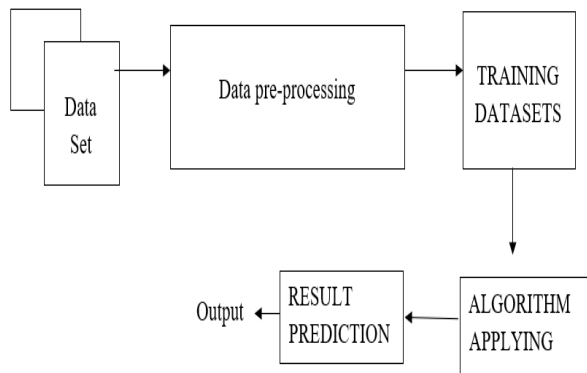 Data
Set
Data pre-processing
TRAINING
DATASETS
ALGORITHM
APPLYING
RESULT
PREDICTION
Output